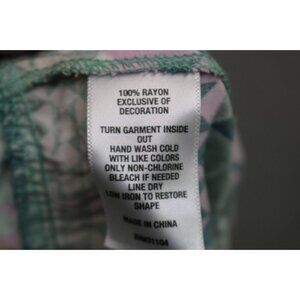 100% RAYON
EXCLUSIVE OF
DECORATION
TURN GARMENT INSIDE
OUT
HAND WASH COLD
WITH LIKE COLORS
ONLY NON-CHLORINE
BLEACH IF NEEDED
LINE DRY
LOW IRON TO RESTORE
SHAPE
MADE IN CHINA